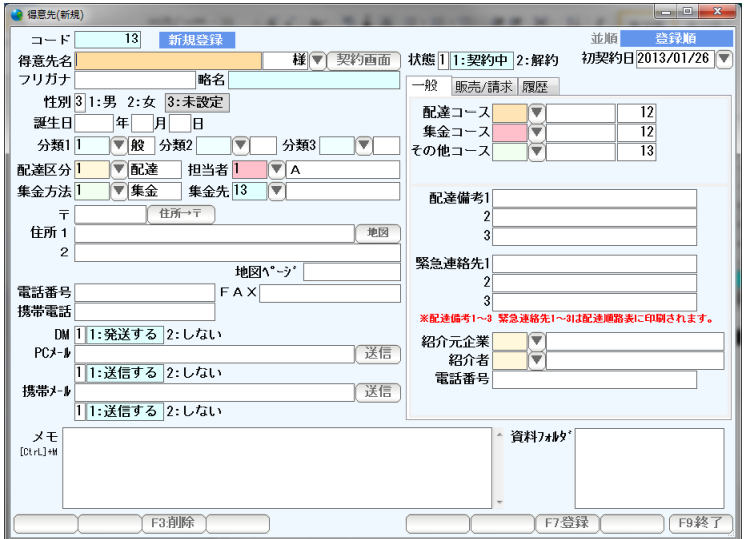 得意先(新規)
コード 13 新規登録 並順 登録順
得意先名 様 契約画面 状態 1 1:契約中 2:解約 初契約日 2013/01/26
フリガナ 略名 一般 販売/請求 履歴
性別 3 1:男 2:女 3:未設定 配達コース 12
誕生日 年 月 日 集金コース 12
分類1 1 般 分類2 分類3 その他コース 13
配達区分 1 配達 担当者 1 A
集金方法 1 集金 集金先 13 配達備考1
〒 住所→〒 2
住所1 地図 3
2 緊急連絡先1
地図ページ 2
電話番号 FAX 3
携帯電話 ※配達備考1~3 緊急連絡先1~3は配達順路表に印刷されます。
DM 1 1:発送する 2:しない 紹介元企業
PCメール 送信 紹介者
1 1:送信する 2:しない 電話番号
携帯メール 送信
1 1:送信する 2:しない
メモ 資料フォルダ
[CtrL]+M
F3:削除 F7:登録 F9:終了